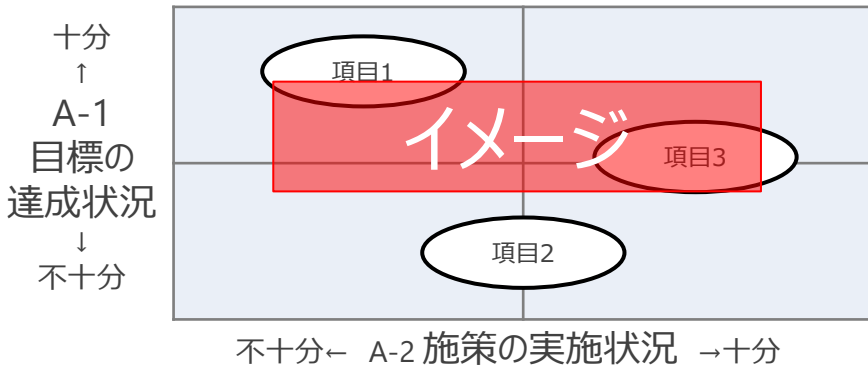 十分
↑
A-1
目標の
達成状況
↓
不十分
項目1
イメージ
項目3
項目2
不十分← A-2 施策の実施状況 →十分